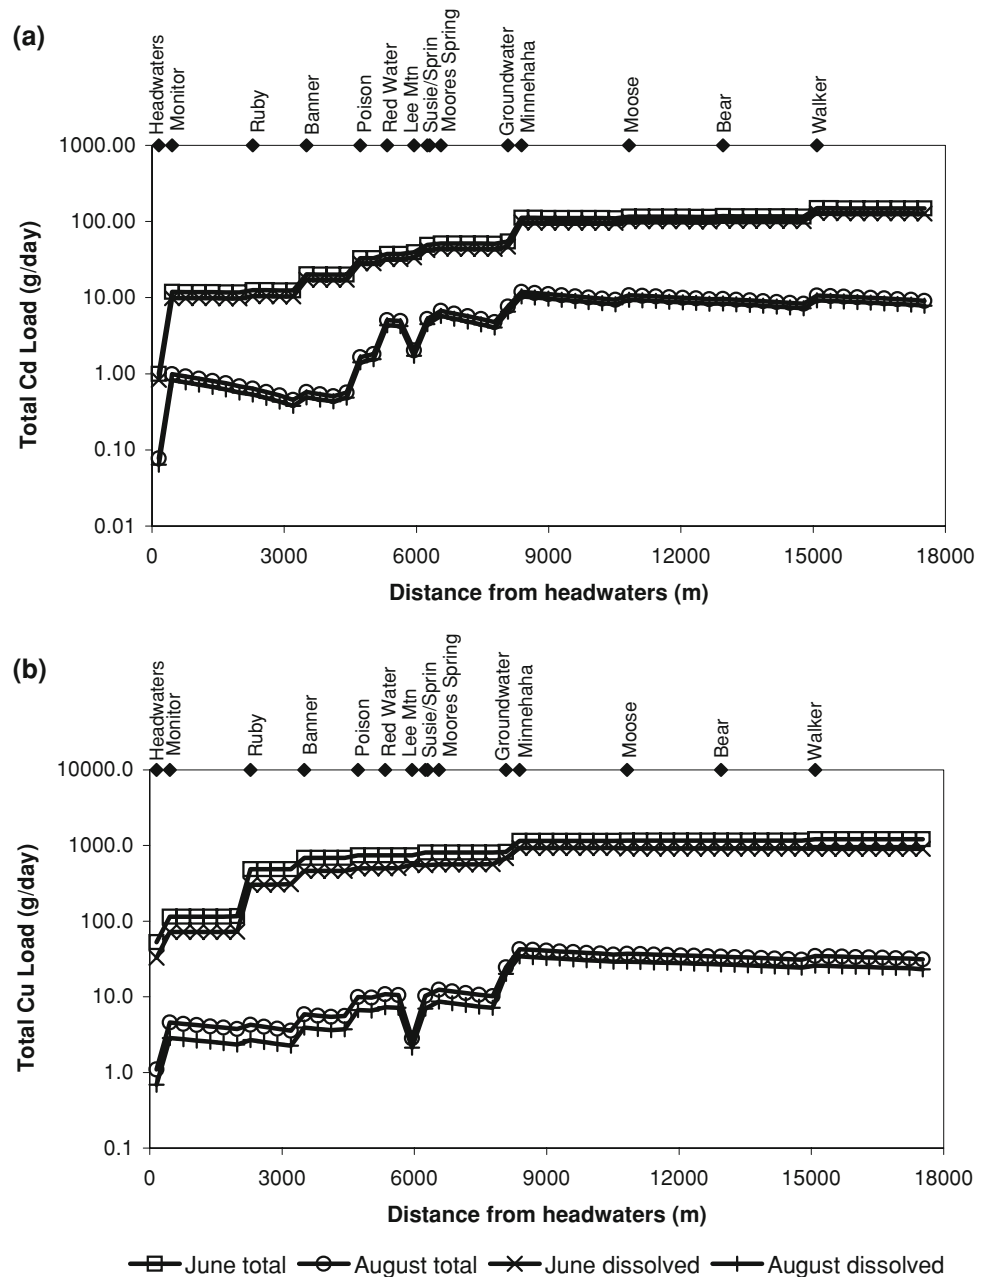 (a)
Headwaters
Monitor
Ruby
Banner
Poison
Red Water
Lee Mtn
Susie/Sprin
Moores Spring
Groundwater
Minnehaha
Moose
Bear
Walker
1000.00
100.00
10.00
1.00
0.10
0.01
Total Cd Load (g/day)
0 3000 6000 9000 12000 15000 18000
Distance from headwaters (m)
(b)
Headwaters
Monitor
Ruby
Banner
Poison
Red Water
Lee Mtn
Susie/Sprin
Moores Spring
Groundwater
Minnehaha
Moose
Bear
Walker
10000.0
1000.0
100.0
10.0
1.0
0.1
Total Cu Load (g/day)
0 3000 6000 9000 12000 15000 18000
Distance from headwaters (m)
June total August total June dissolved August dissolved